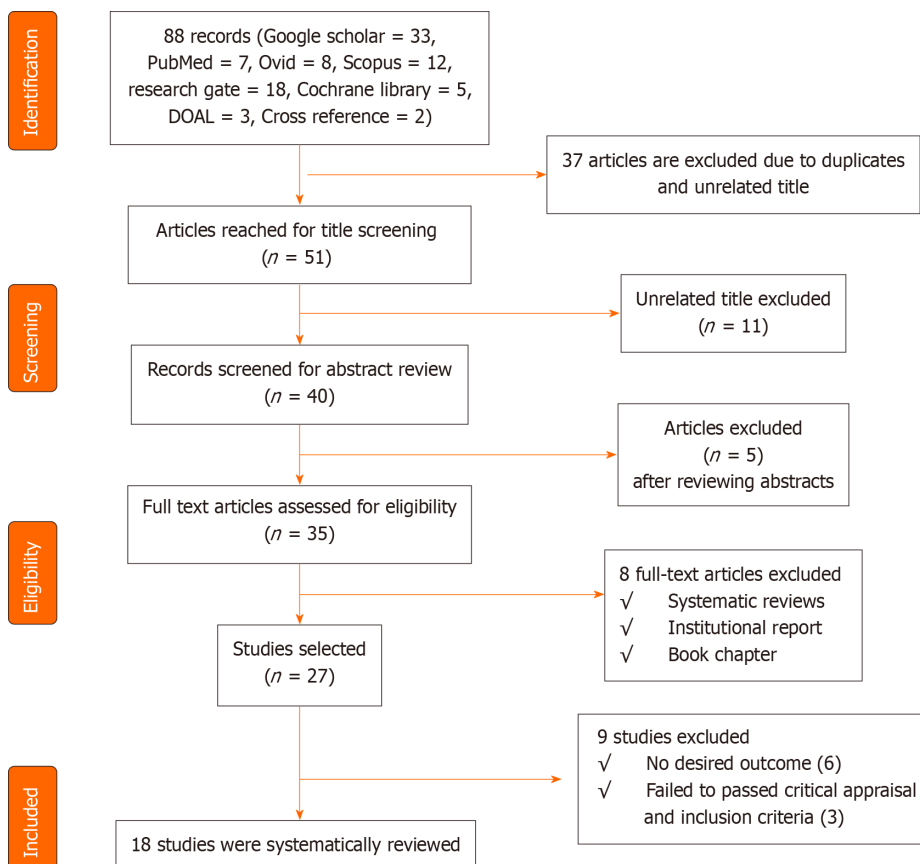 Identification
88 records (Google scholar = 33,
PubMed = 7, Ovid = 8, Scopus = 12,
research gate = 18, Cochrane library = 5,
DOAL = 3, Cross reference = 2)
37 articles are excluded due to duplicates
and unrelated title
Articles reached for title screening
(n = 51)
Screening
Unrelated title excluded
(n = 11)
Records screened for abstract review
(n = 40)
Articles excluded
(n = 5)
after reviewing abstracts
Full text articles assessed for eligibility
(n = 35)
Eligibility
8 full-text articles excluded
√ Systematic reviews
√ Institutional report
√ Book chapter
Studies selected
(n = 27)
9 studies excluded
√ No desired outcome (6)
√ Failed to passed critical appraisal
and inclusion criteria (3)
Included
18 studies were systematically reviewed